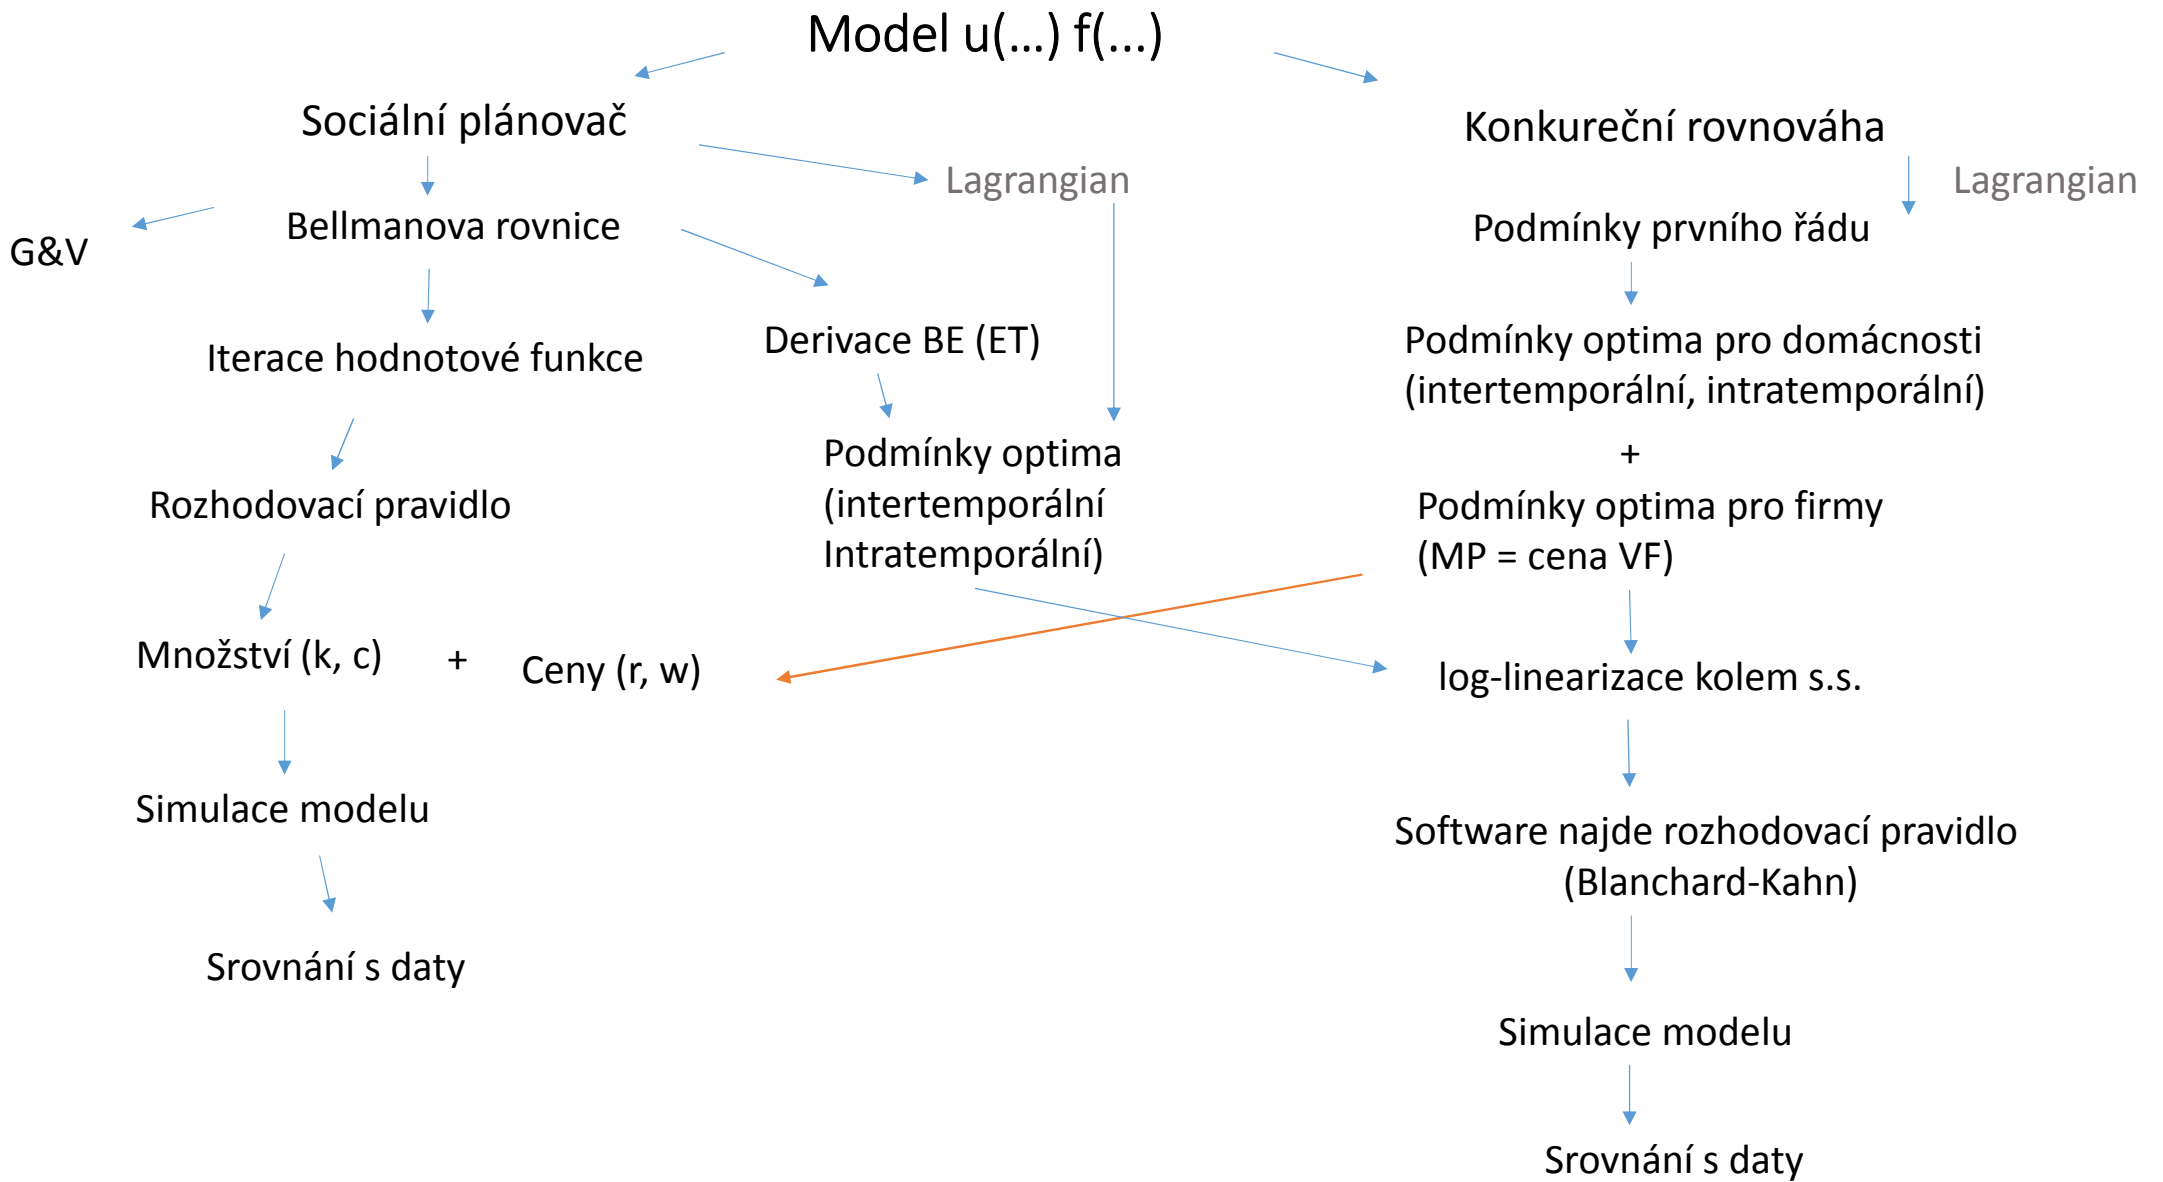 Model u(…) f(...)
Sociální plánovač
Konkureční rovnováha
Lagrangian
Lagrangian
Bellmanova rovnice
Podmínky prvního řádu
G&V
Derivace BE (ET)
Podmínky optima pro domácnosti
(intertemporální, intratemporální)
Iterace hodnotové funkce
+
Podmínky optima
(intertemporální
Intratemporální)
Rozhodovací pravidlo
Podmínky optima pro firmy
(MP = cena VF)
Množství (k, c)
+
Ceny (r, w)
log-linearizace kolem s.s.
Simulace modelu
Software najde rozhodovací pravidlo
(Blanchard-Kahn)
Srovnání s daty
Simulace modelu
Srovnání s daty